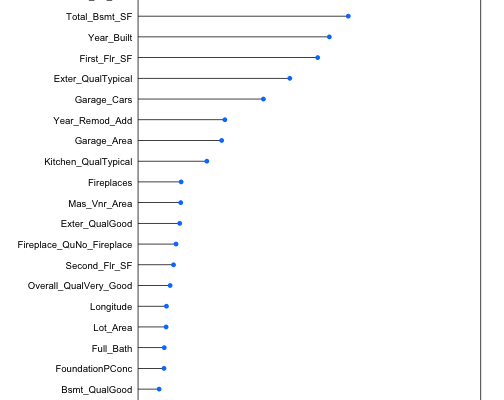 Total_Bsmt_SF
Year_Built
First_Flr_SF
Exter_QualTypical
Garage_Cars
Year_Remod_Add
Garage_Area
Kitchen_QualTypical
Fireplaces
Mas_Vnr_Area
Exter_QualGood
Fireplace_QuNo_Fireplace
Second_Flr_SF
Overall_QualVery_Good
Longitude
Lot_Area
Full_Bath
FoundationPConc
Bsmt_QualGood